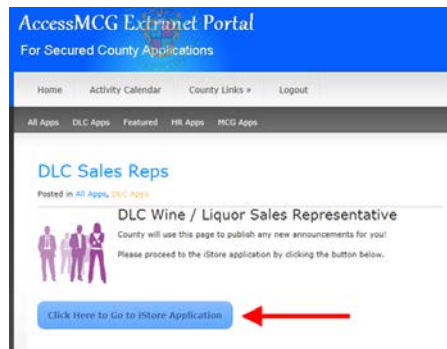 AccessMCG Extranet Portal
For Secured County Applications
Home Activity Calendar County Links » Logout
All Apps DLC Apps Featured HR Apps MCG Apps
DLC Sales Reps
Posted in All Apps, DLC Apps
DLC Wine / Liquor Sales Representative
County will use this page to publish any new announcements for you!
Please proceed to the iStore application by clicking the button below.
Click Here to Go to iStore Application